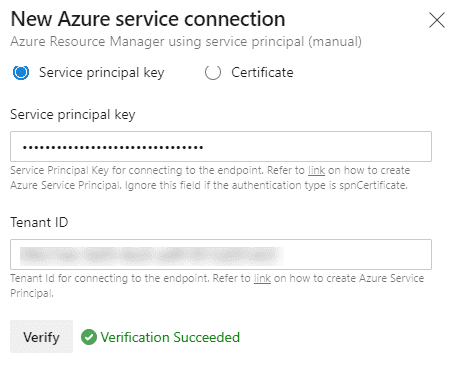 New Azure service connection
Azure Resource Manager using service principal (manual)
Service principal key Certificate
Service principal key
••••••••••••••••••••••••••••••••
Service Principal Key for connecting to the endpoint. Refer to link on how to create
Azure Service Principal. Ignore this field if the authentication type is spnCertificate.
Tenant ID
Tenant Id for connecting to the endpoint. Refer to link on how to create Azure Service
Principal.
Verify Verification Succeeded